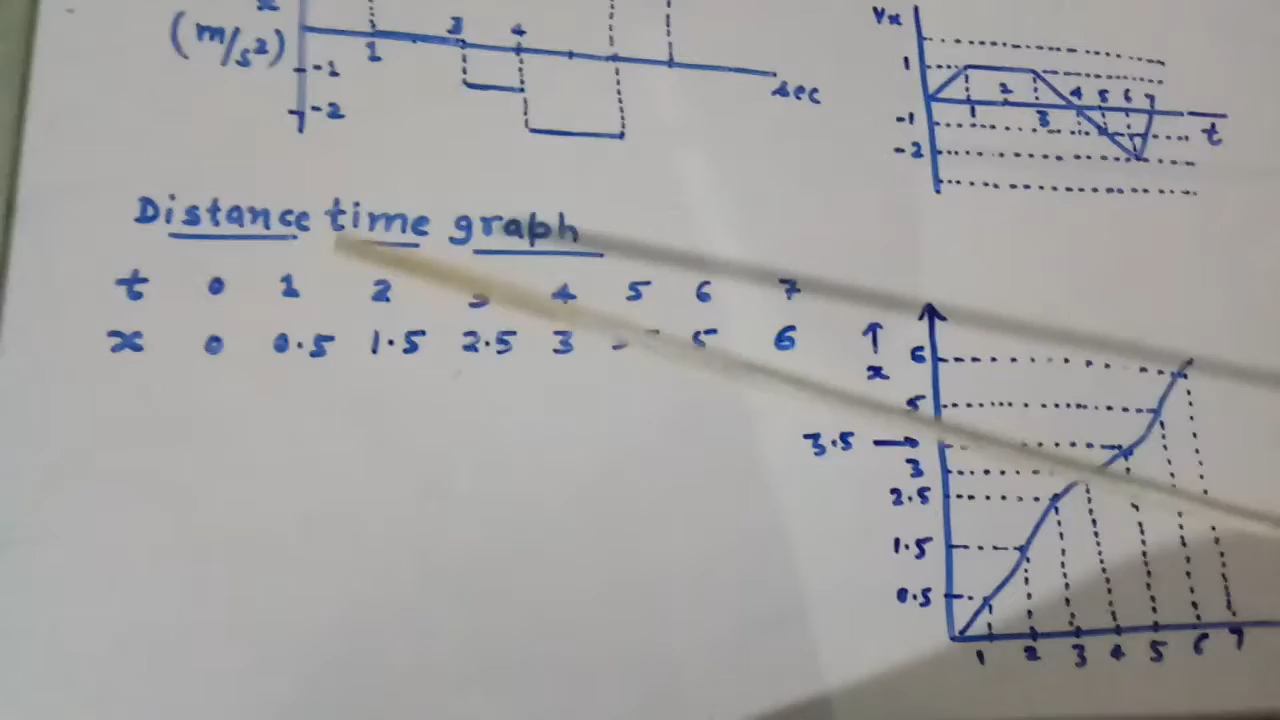 (m/s²)
-1
-2
1
3
4
sec
Vx
1
-1
-2
1
2
3
4
5
6
7
t
Distance time graph
t 0 1 2 4 5 6 7
x 0 0.5 1.5 2.5 3 5 6
↑
x
6
5
3.5 →
3
2.5
1.5
0.5
1 2 3 4 5 6 7